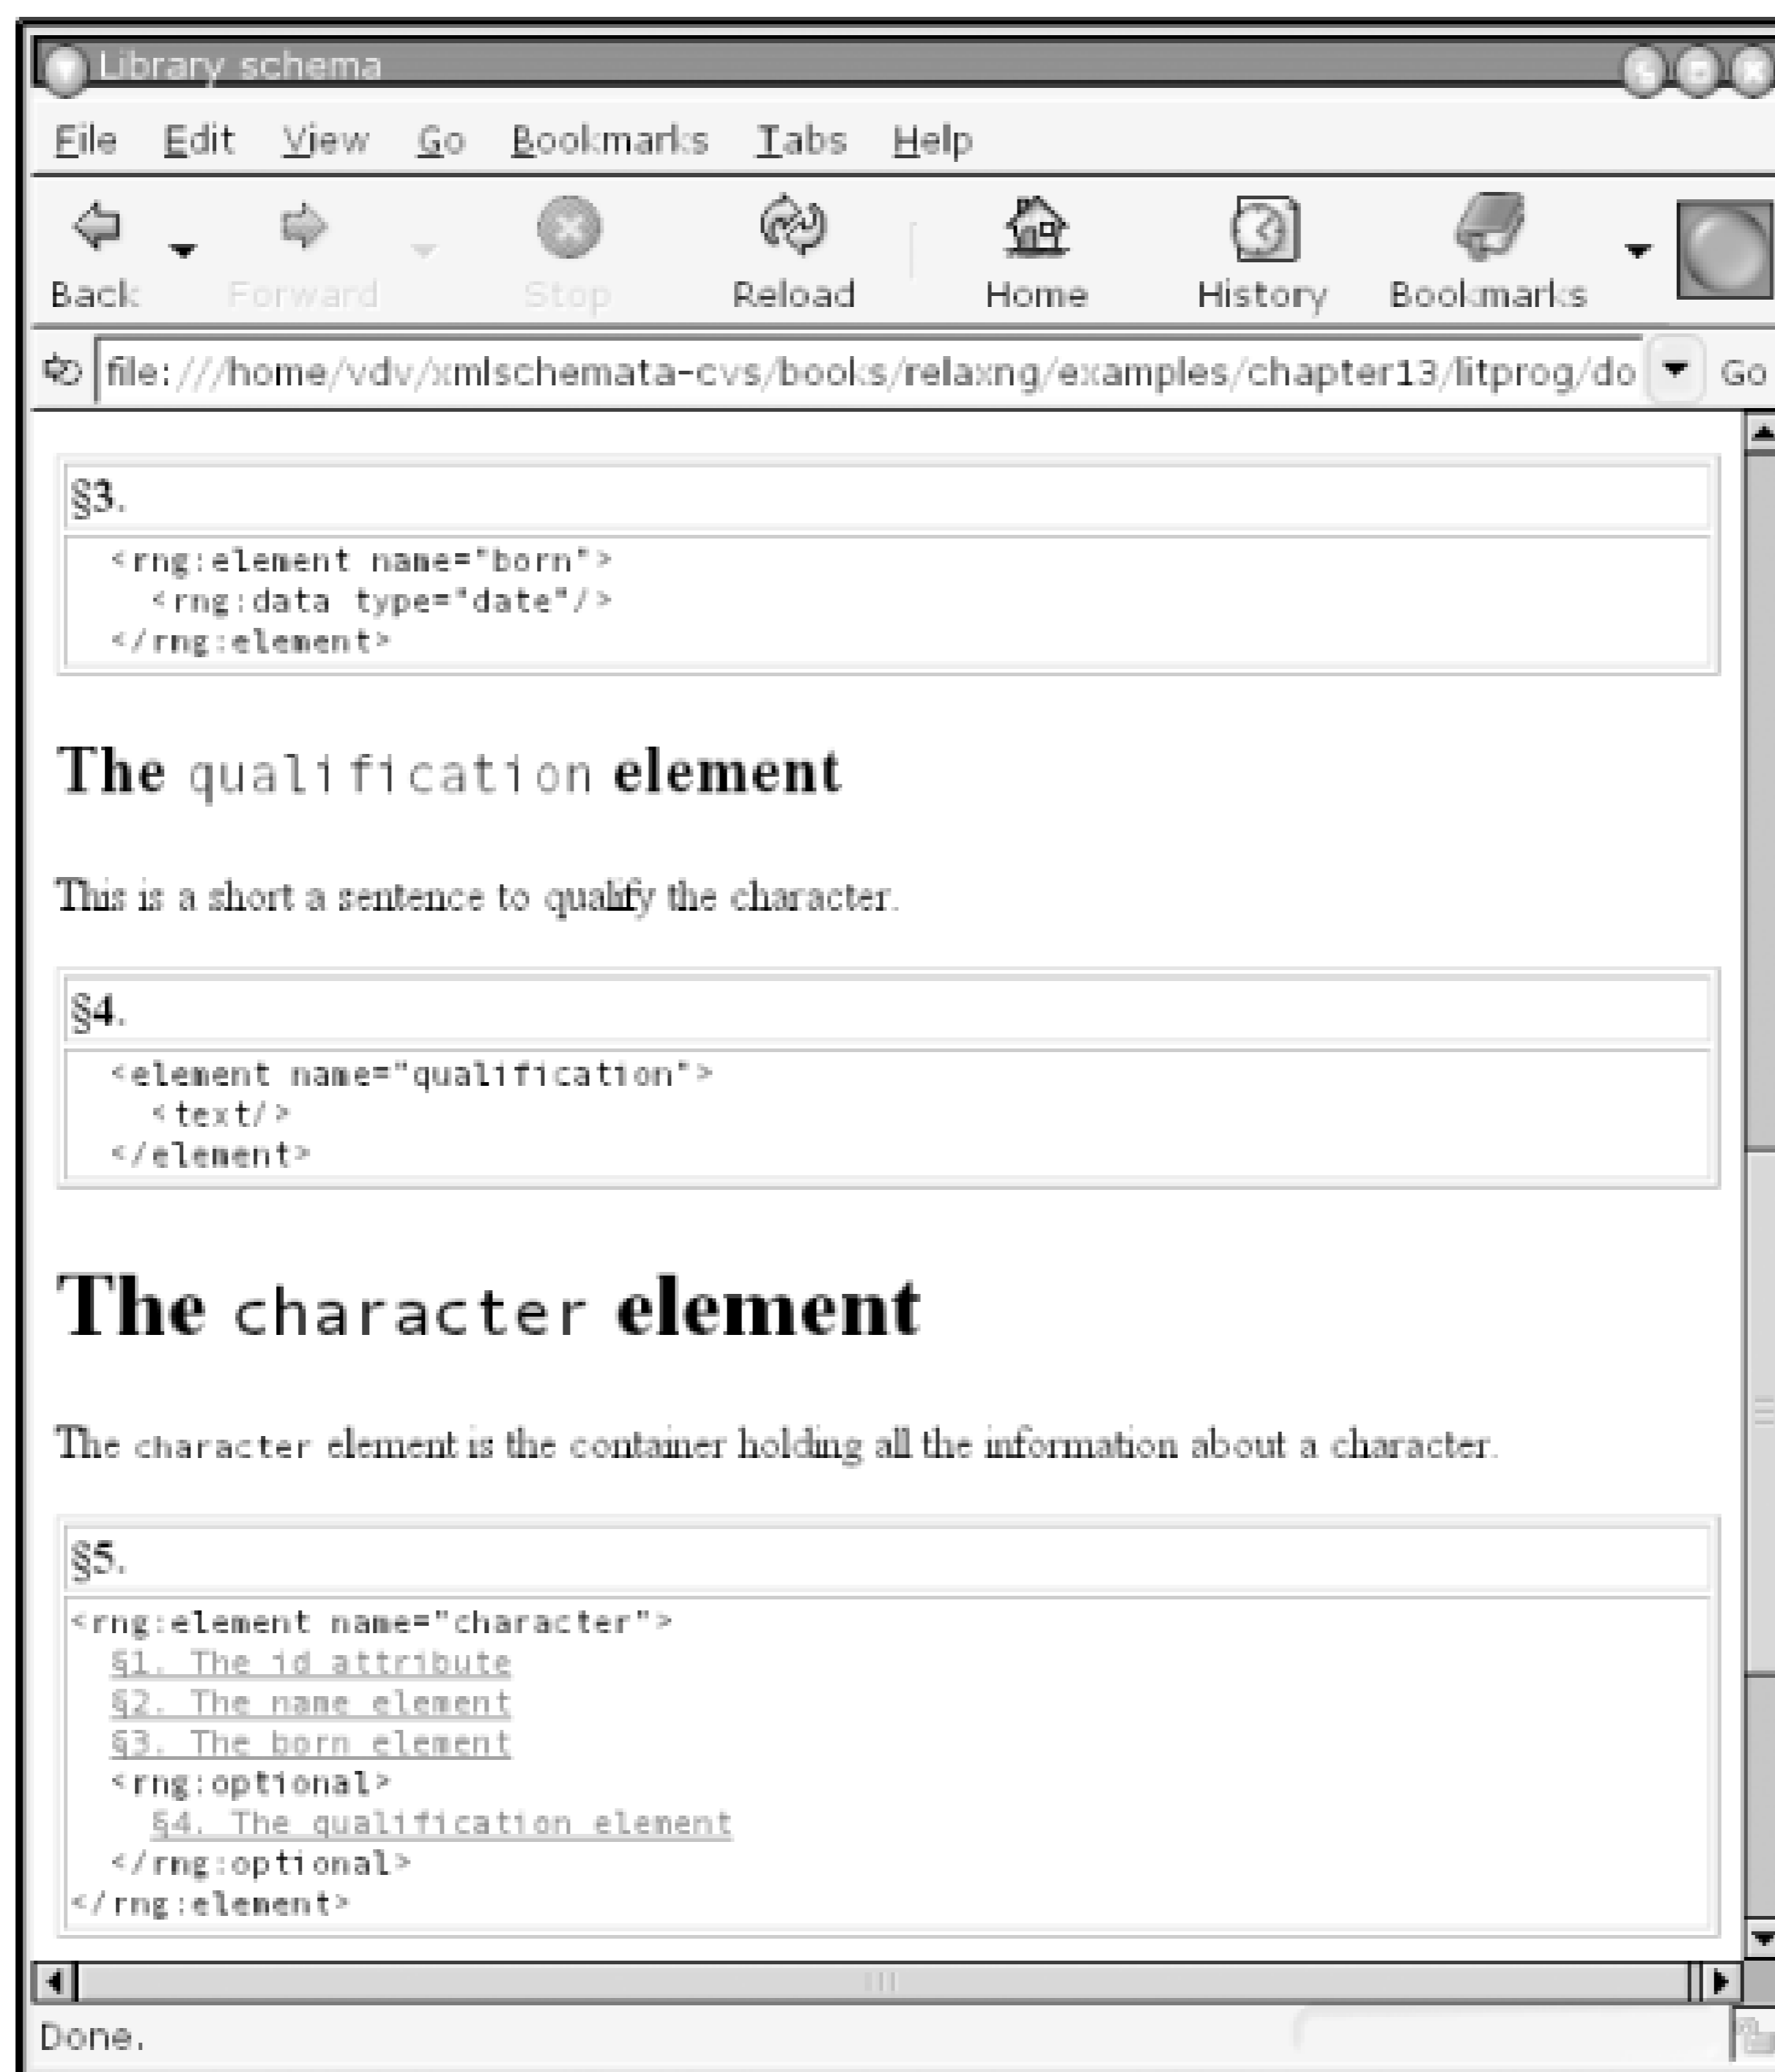 Library schema
File Edit View Go Bookmarks Tabs Help
Back Forward Stop Reload Home History Bookmarks
file:///home/vdv/xmlschemata-cvs/books/relaxng/examples/chapter13/litprog/do Go
§3.
<rng:element name="born">
<rng:data type="date"/>
</rng:element>
The qualification element
This is a short a sentence to qualify the character.
§4.
<element name="qualification">
<text/>
</element>
The character element
The character element is the container holding all the information about a character.
§5.
<rng:element name="character">
§1. The id attribute
§2. The name element
§3. The born element
<rng:optional>
§4. The qualification element
</rng:optional>
</rng:element>
Done.